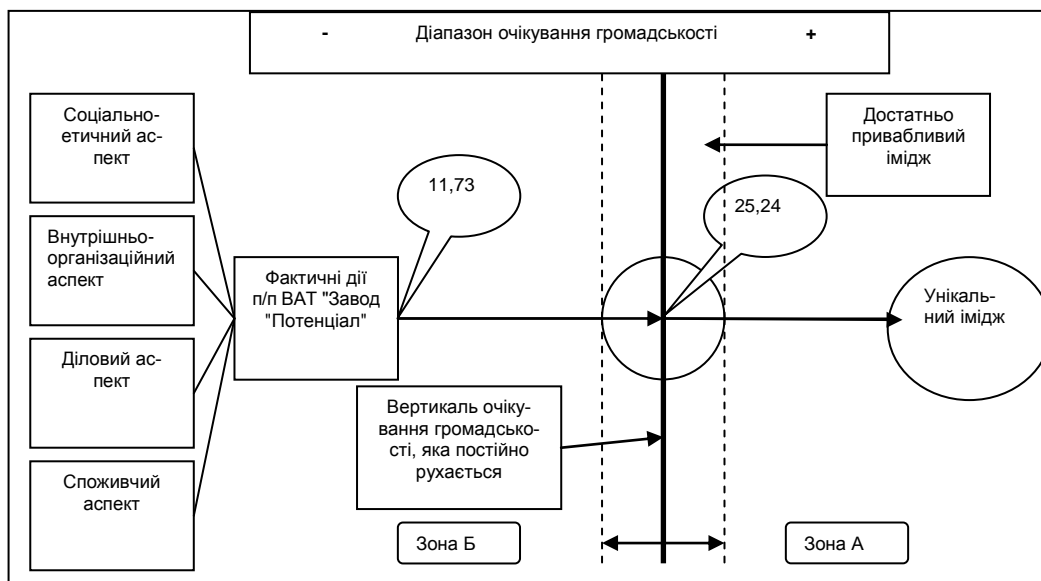 - Діапазон очікування громадськості +
Соціально-
етичний ас-
пект
Внутрішньо-
організаційний
аспект
Діловий ас-
пект
Споживчий
аспект
Фактичні дії
п/п ВАТ "Завод
"Потенціал"
11,73
25,24
Достатньо
привабливий
імідж
Унікаль-
ний імідж
Вертикаль очіку-
вання громадсько-
сті, яка постійно
рухається
Зона Б
Зона А